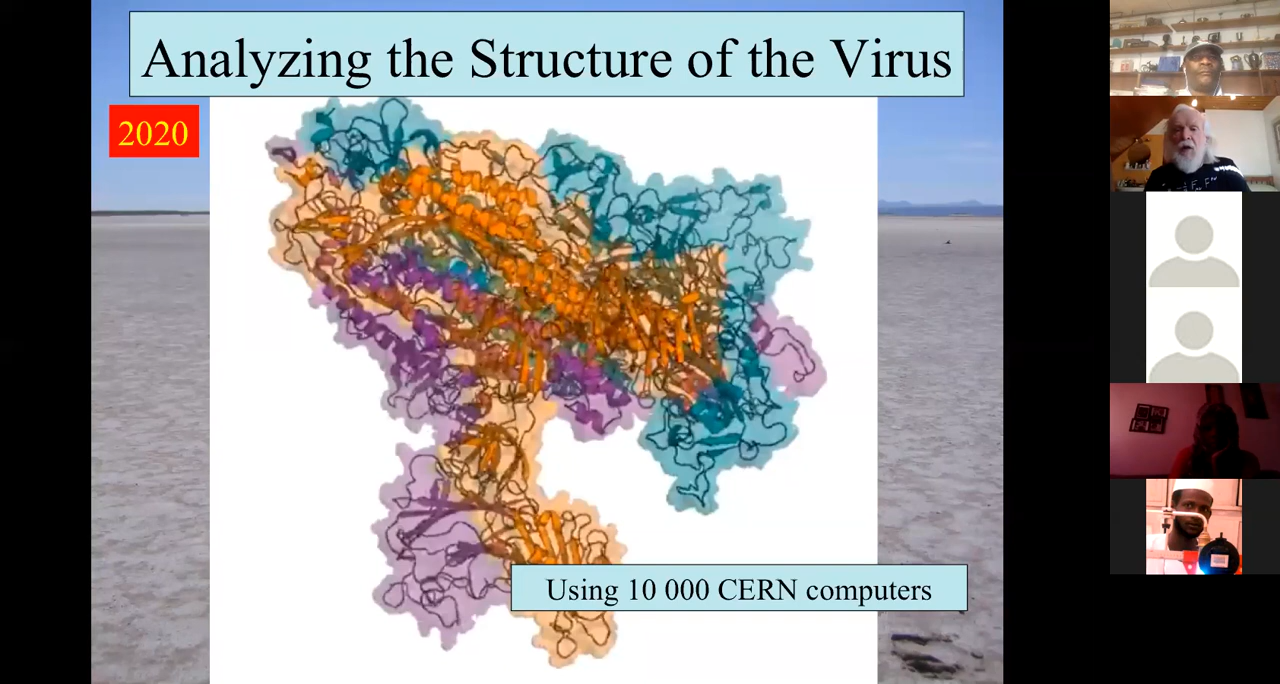 Analyzing the Structure of the Virus
2020
Using 10 000 CERN computers